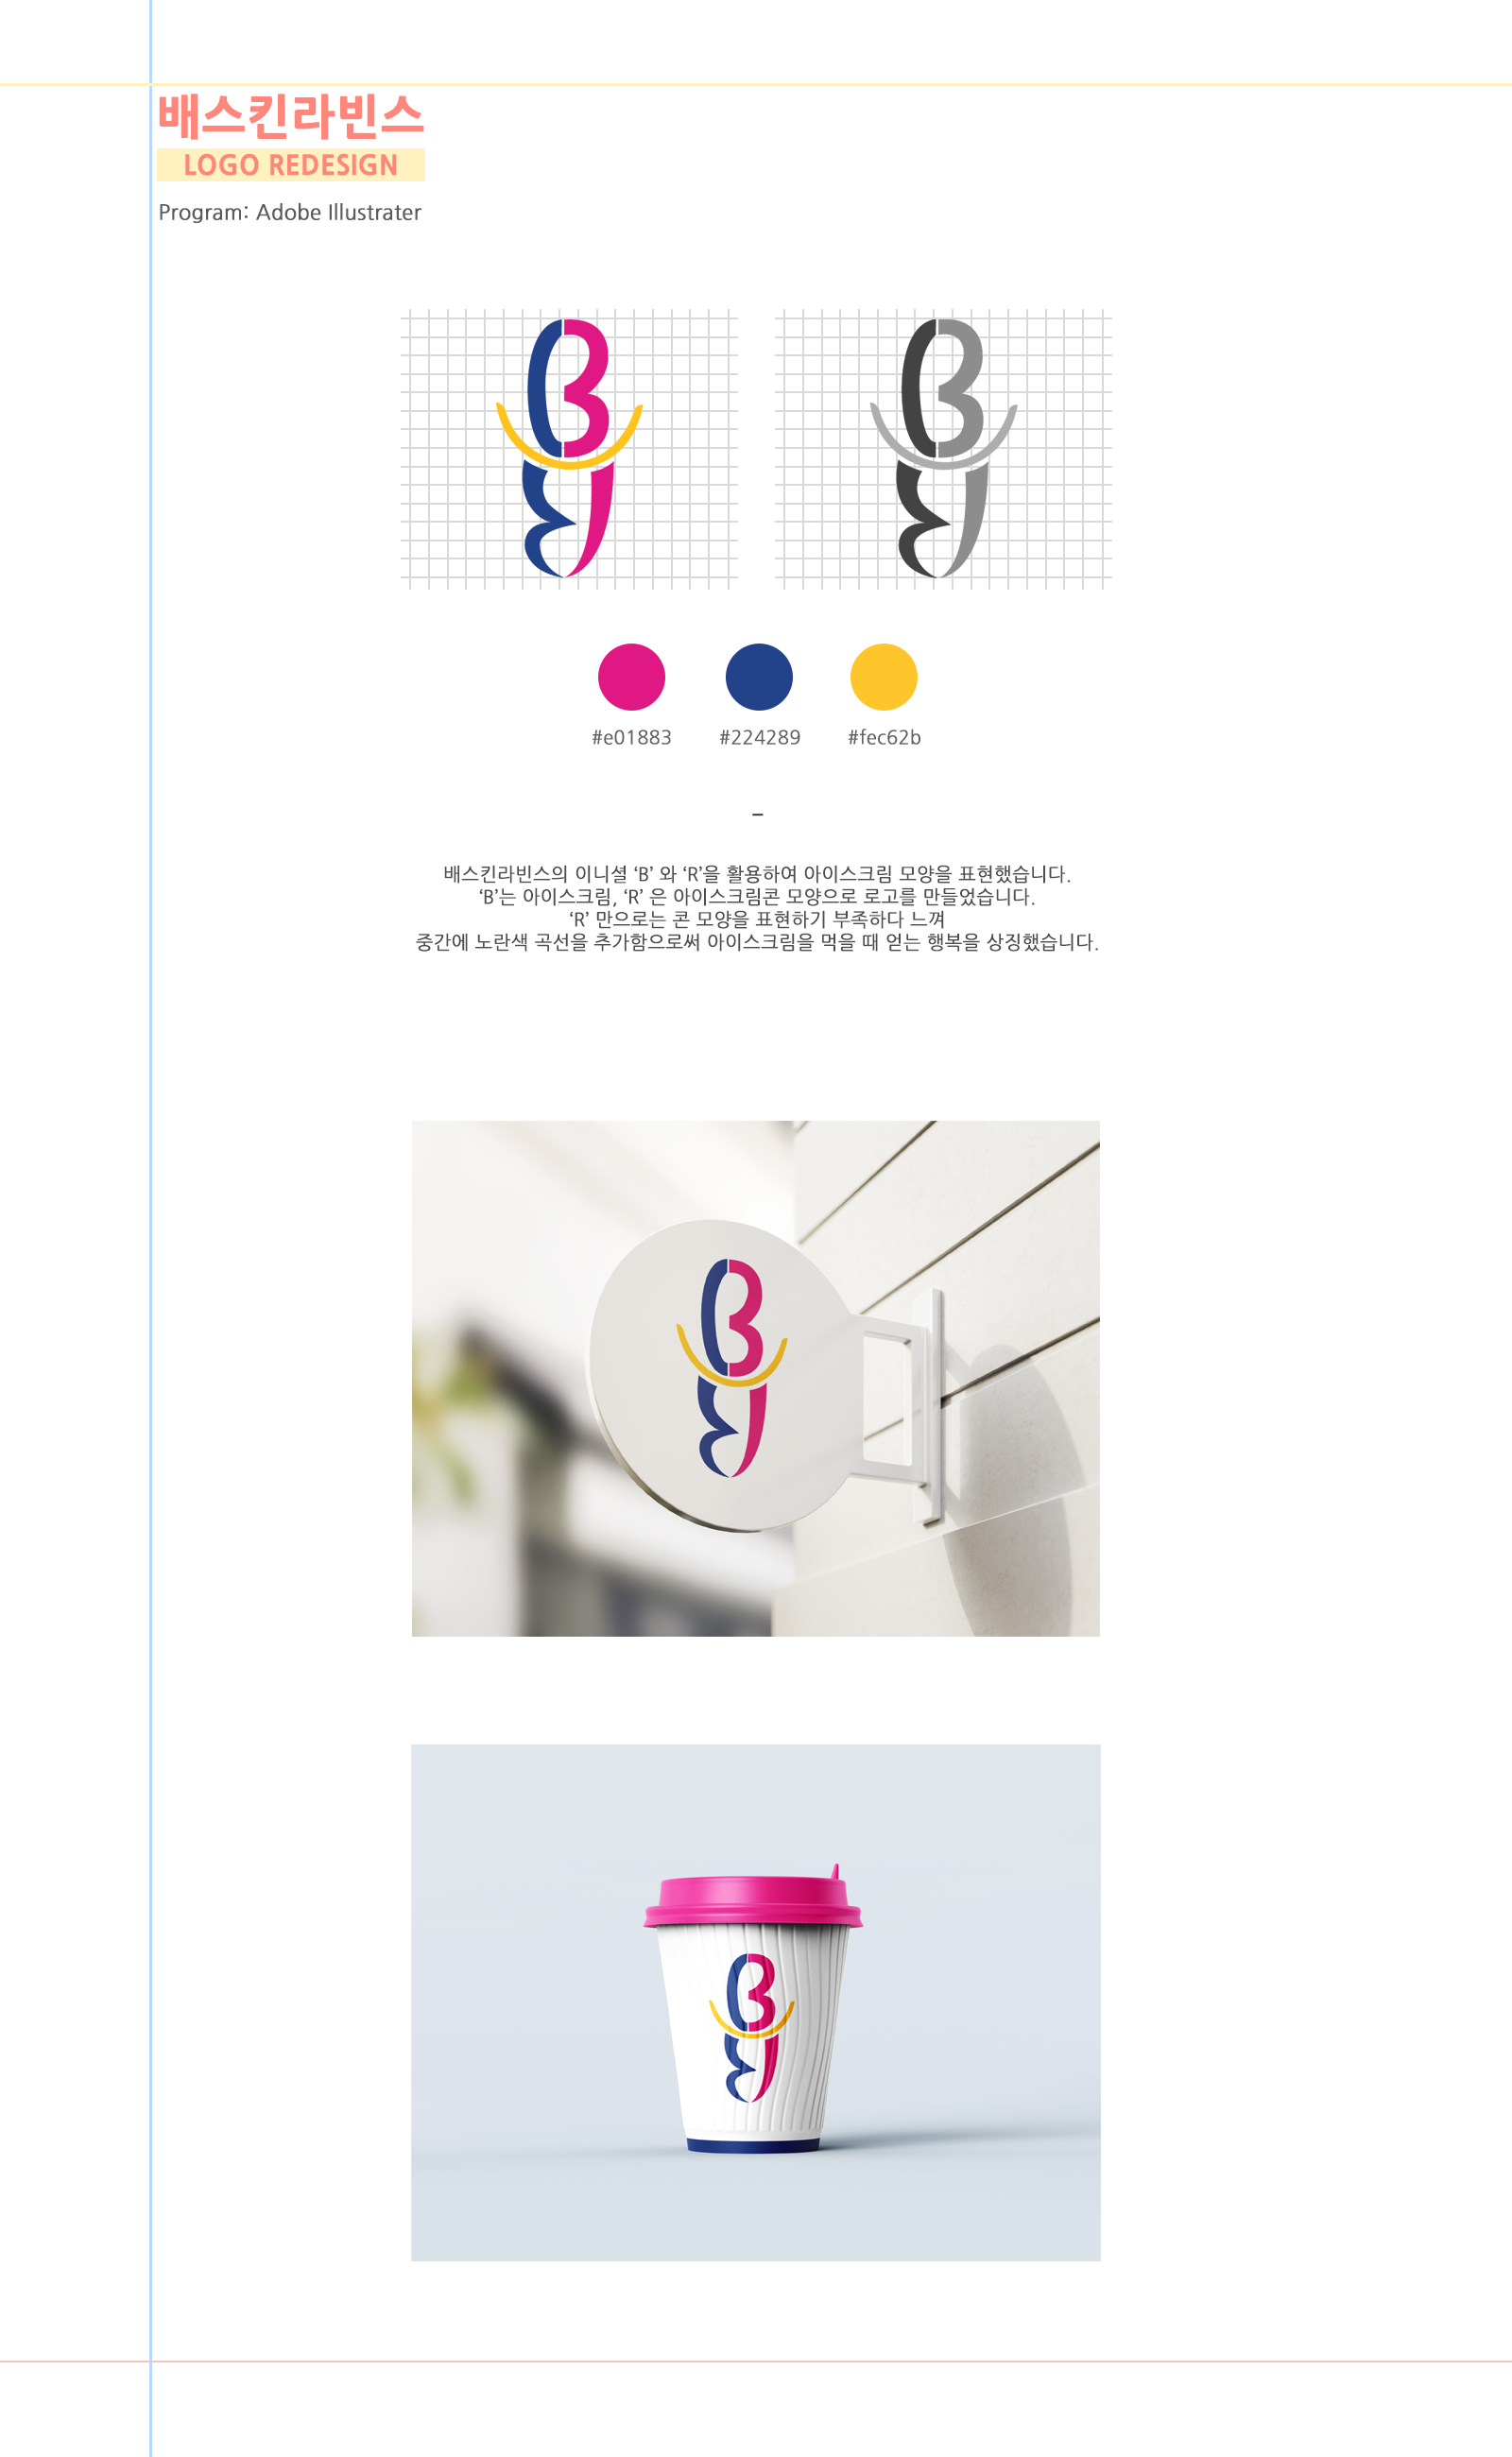 배스킨라빈스
LOGO REDESIGN
Program: Adobe Illustrater
#e01883 #224289 #fec62b
–
배스킨라빈스의 이니셜 ‘B’ 와 ‘R’을 활용하여 아이스크림 모양을 표현했습니다.
‘B’는 아이스크림, ‘R’ 은 아이스크림콘 모양으로 로고를 만들었습니다.
‘R’ 만으로는 콘 모양을 표현하기 부족하다 느껴
중간에 노란색 곡선을 추가함으로써 아이스크림을 먹을 때 얻는 행복을 상징했습니다.